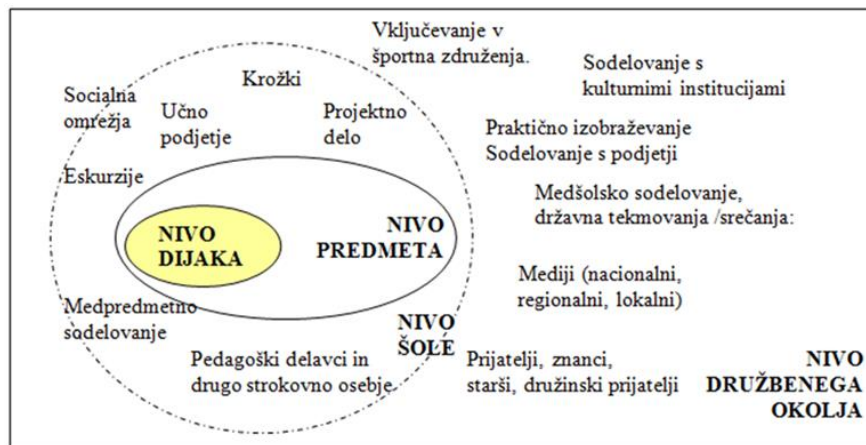 Vključevanje v
športna združenja.
Sodelovanje s
kulturnimi institucijami
Krožki
Socialna
omrežja
Učno
podjetje
Projektno
delo
Praktično izobraževanje
Sodelovanje s podjetji
Eskurzije
Medšolsko sodelovanje,
državna tekmovanja /srečanja:
NIVO
DIJAKA
NIVO
PREDMETA
Mediji (nacionalni,
regionalni, lokalni)
Medpredmetno
sodelovanje
NIVO
ŠOLE
Pedagoški delavci in
drugo strokovno osebje.
Prijatelji, znanci,
starši, družinski prijatelji
NIVO
DRUŽBENEGA
OKOLJA